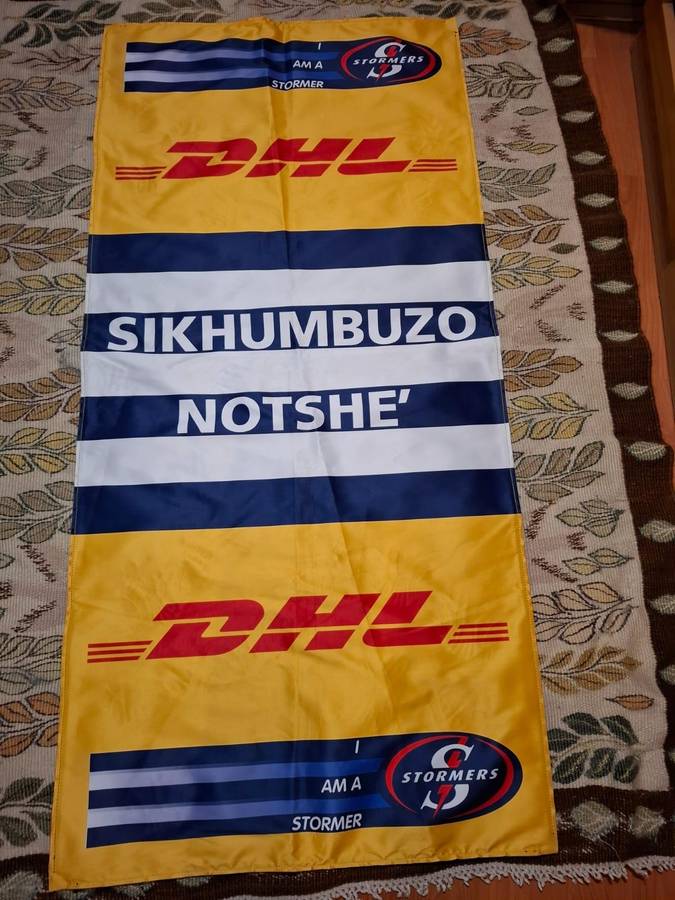 I
AM A
STORMER
STORMERS
DHL
SIKHUMBUZO
NOTSHE’
DHL
I
AM A
STORMER
STORMERS